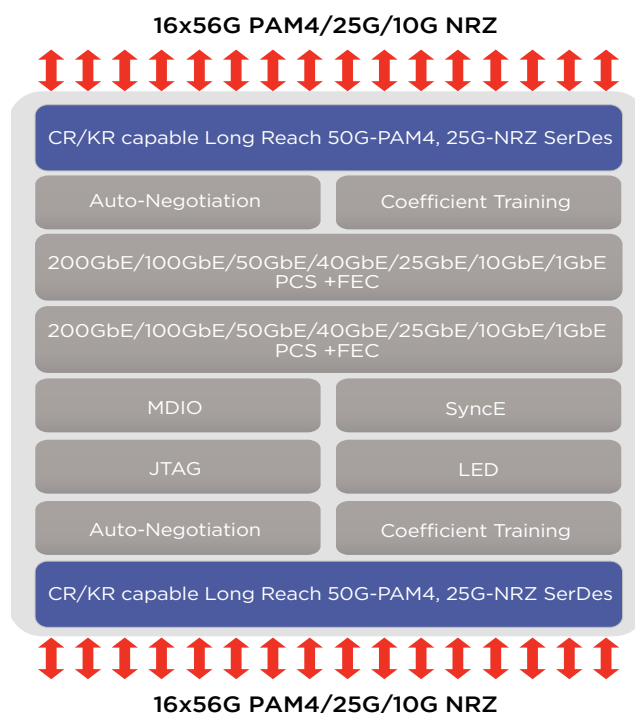 16x56G PAM4/25G/10G NRZ
CR/KR capable Long Reach 50G-PAM4, 25G-NRZ SerDes
Auto-Negotiation
Coefficient Training
200GbE/100GbE/50GbE/40GbE/25GbE/10GbE/1GbE
PCS +FEC
200GbE/100GbE/50GbE/40GbE/25GbE/10GbE/1GbE
PCS +FEC
MDIO
SyncE
JTAG
LED
Auto-Negotiation
Coefficient Training
CR/KR capable Long Reach 50G-PAM4, 25G-NRZ SerDes
16x56G PAM4/25G/10G NRZ